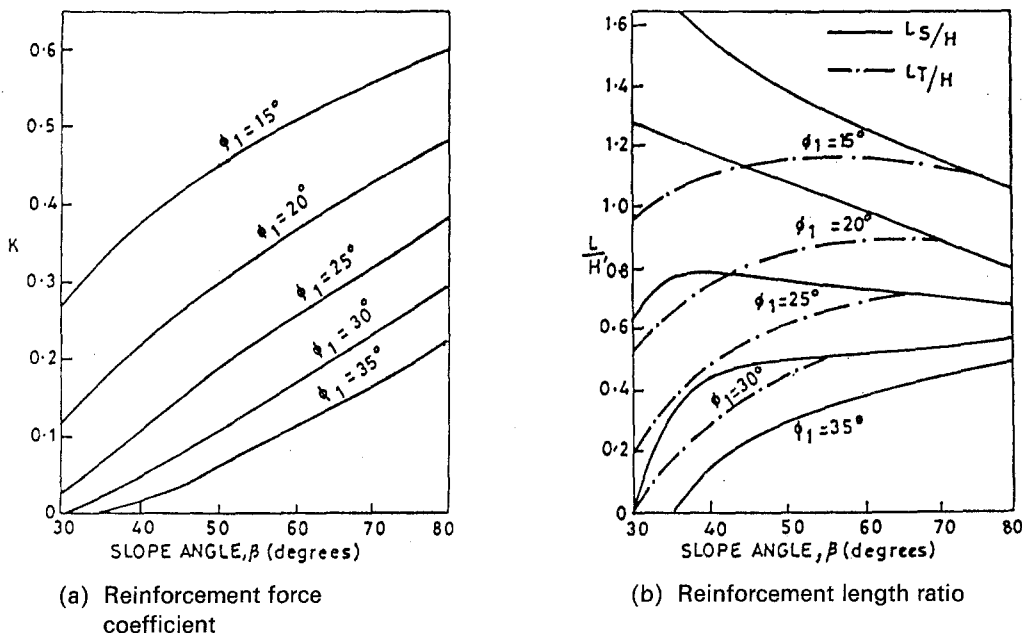 0·6
0·5
0·4
K
0·3
0·2
0·1
0
30 40 50 60 70 80
SLOPE ANGLE, β (degrees)
ϕ1 = 15°
ϕ1 = 20°
ϕ1 = 25°
ϕ1 = 30°
ϕ1 = 35°
(a) Reinforcement force
coefficient
1·6
1·4
1·2
1·0
L/H'
0·8
0·6
0·4
0·2
0
30 40 50 60 70 80
SLOPE ANGLE, β (degrees)
LS/H
LT/H
ϕ1 = 15°
ϕ1 = 20°
ϕ1 = 25°
ϕ1 = 30°
ϕ1 = 35°
(b) Reinforcement length ratio